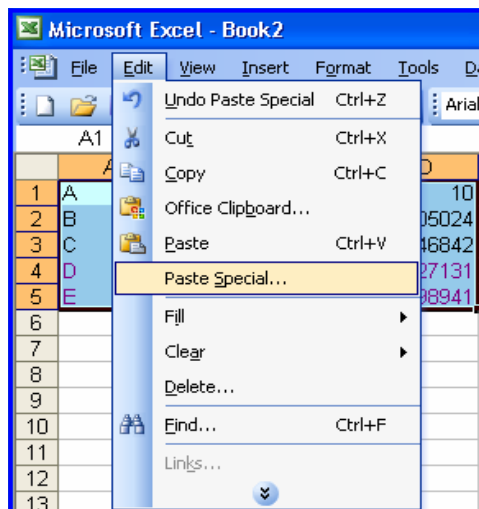 Microsoft Excel - Book2
File Edit View Insert Format Tools
Undo Paste Special Ctrl+Z
Arial
A1
Cut Ctrl+X
Copy Ctrl+C
Office Clipboard...
Paste Ctrl+V
Paste Special...
Fill
Clear
Delete...
Find... Ctrl+F
Links...
1 A 10
2 B 05024
3 C 46842
4 D 27131
5 E 98941
6
7
8
9
10
11
12
13